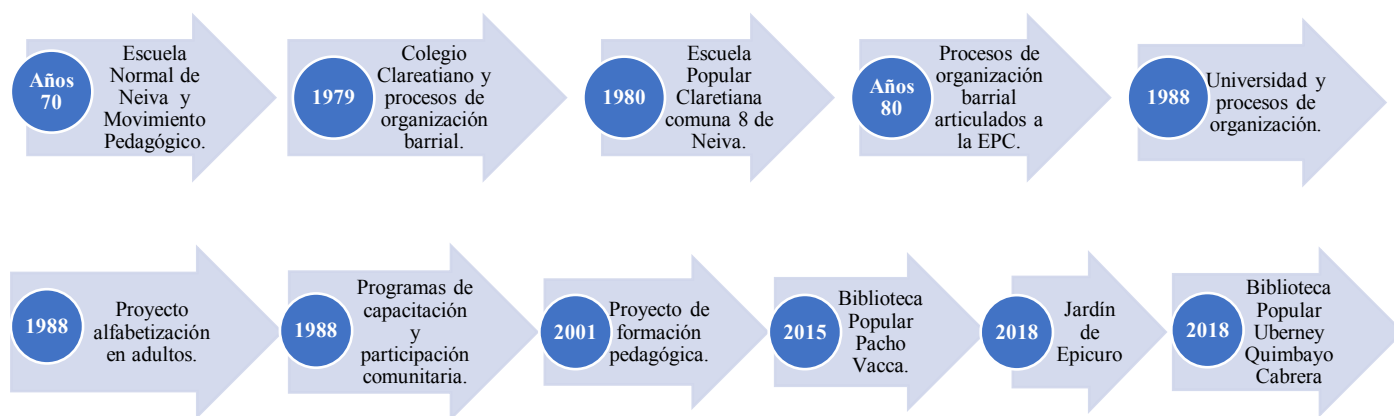 Años
70
Escuela
Normal de
Neiva y
Movimiento
Pedagógico.
1979
Colegio
Clareatiano y
procesos de
organización
barrial.
1980
Escuela
Popular
Claretiana
comuna 8 de
Neiva.
Años
80
Procesos de
organización
barrial
articulados a
la EPC.
1988
Universidad y
procesos de
organización.
1988
Proyecto
alfabetización
en adultos.
1988
Programas de
capacitación
y
participación
comunitaria.
2001
Proyecto de
formación
pedagógica.
2015
Biblioteca
Popular
Pacho
Vacca.
2018
Jardín
de
Epicuro
2018
Biblioteca
Popular
Uberney
Quimbayo
Cabrera